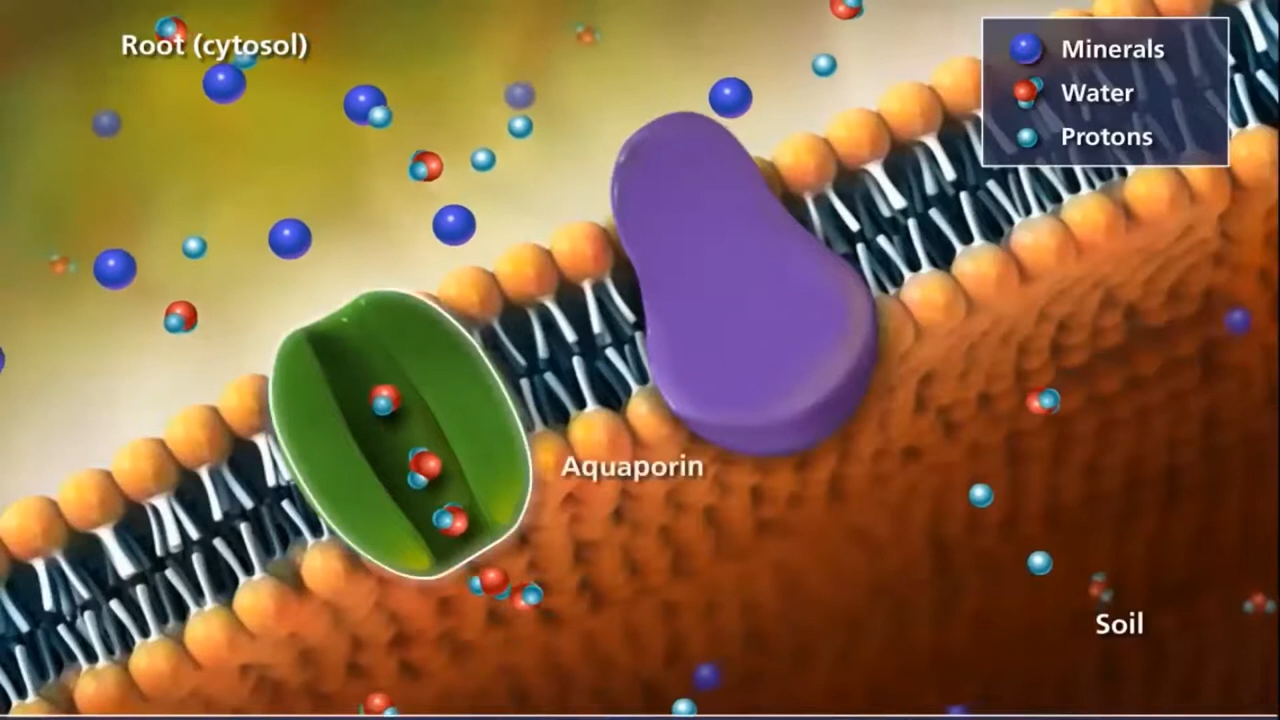 Root (cytosol)
Minerals
Water
Protons
Aquaporin
Soil